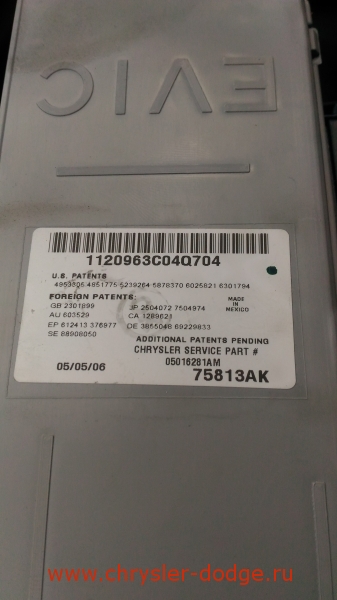 EVIC
1120963C04Q704
U.S. PATENTS
4959805 4851775 5239264 5878370 6025821 6301794
FOREIGN PATENTS:
GB 2301899 JP 2504072 7504974
AU 603529 CA 1289621
EP 612413 376977 DE 3855048 69229833
SE 88908050
MADE
IN
MEXICO
ADDITIONAL PATENTS PENDING
CHRYSLER SERVICE PART #
05016281AM
05/05/06 75813AK
www.chrysler-dodge.ru